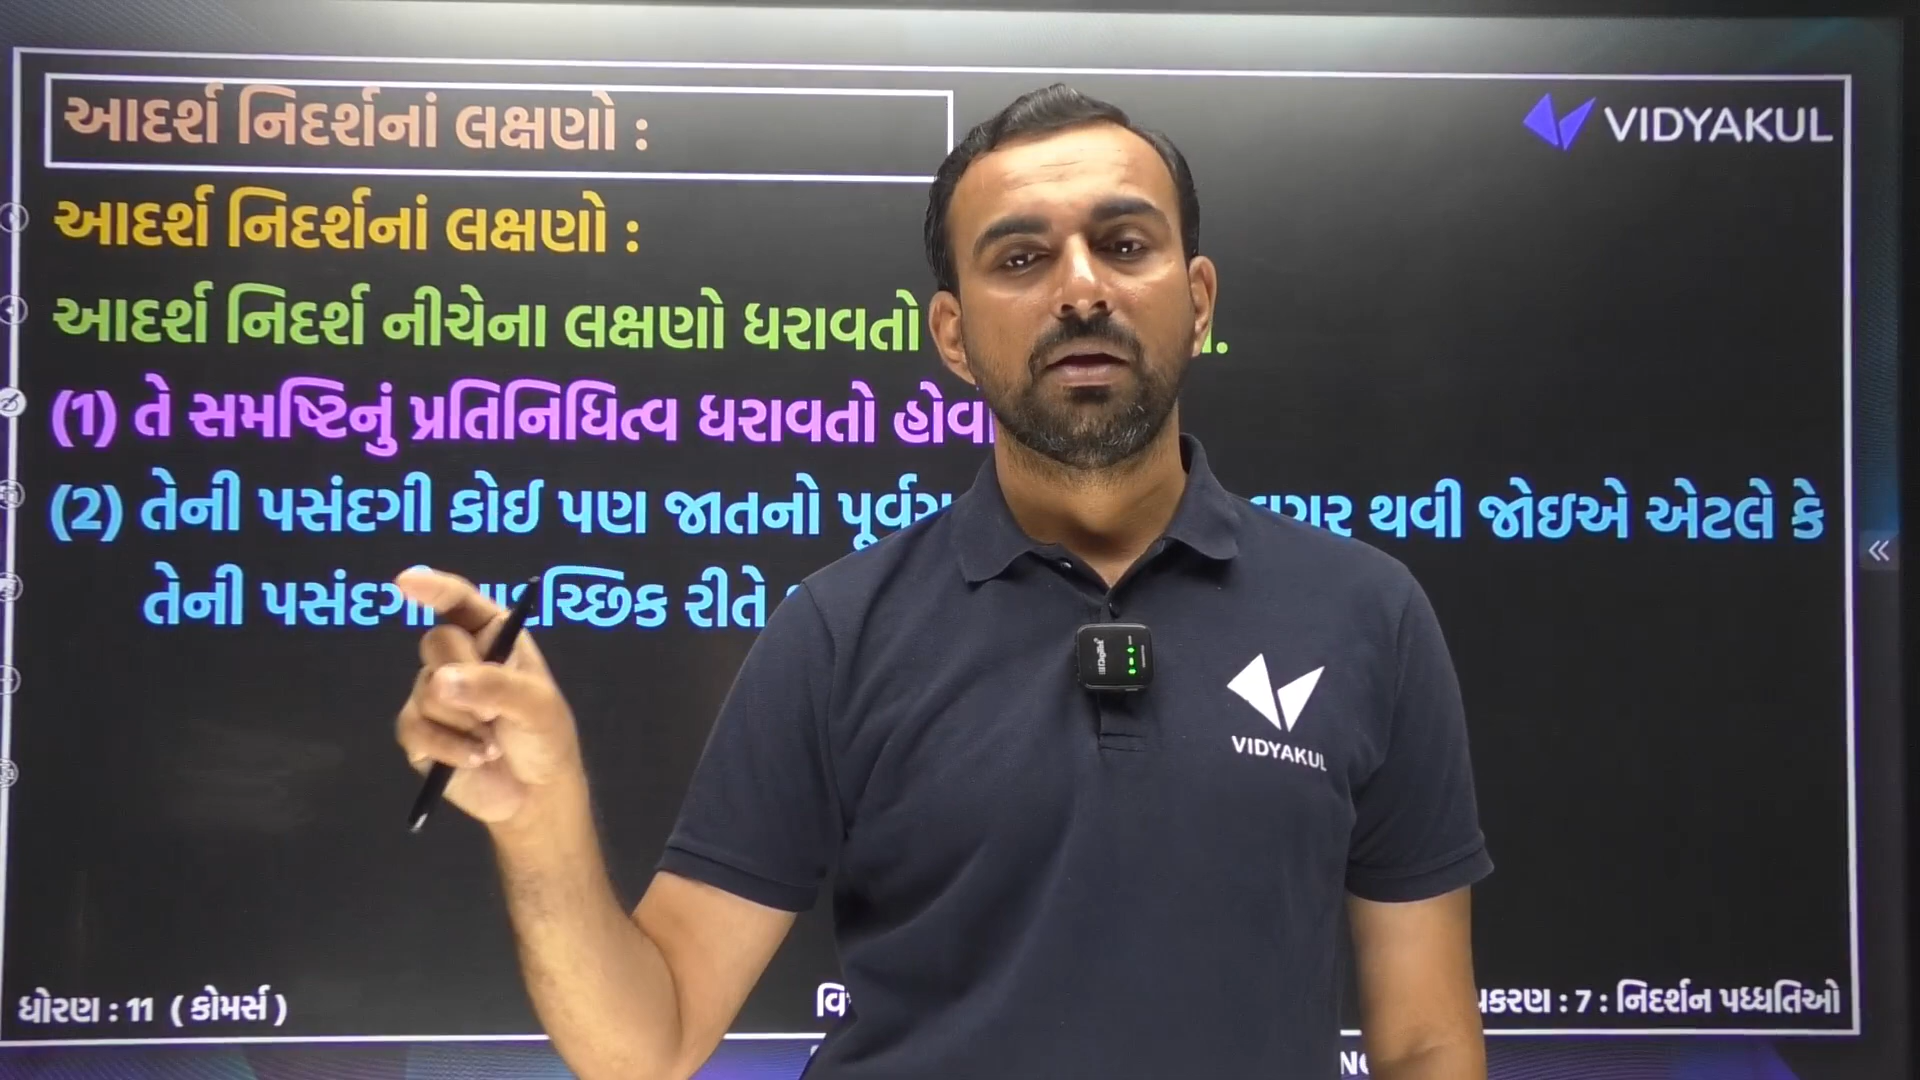 આદર્શ નિદર્શનાં લક્ષણો :
VIDYAKUL
આદર્શ નિદર્શનાં લક્ષણો :
આદર્શ નિદર્શ નીચેના લક્ષણો ધરાવતો
(1) તે સમષ્ટિનું પ્રતિનિધિત્વ ધરાવતો
(2) તેની પસંદગી કોઈ પણ જાતનો થવી જોઇએ એટલે કે
તેની પસંદગી રીતે
VIDYAKUL
ધોરણ : 11 ( કોમર્સ )
: 7 : નિદર્શન પધ્ધતિઓ